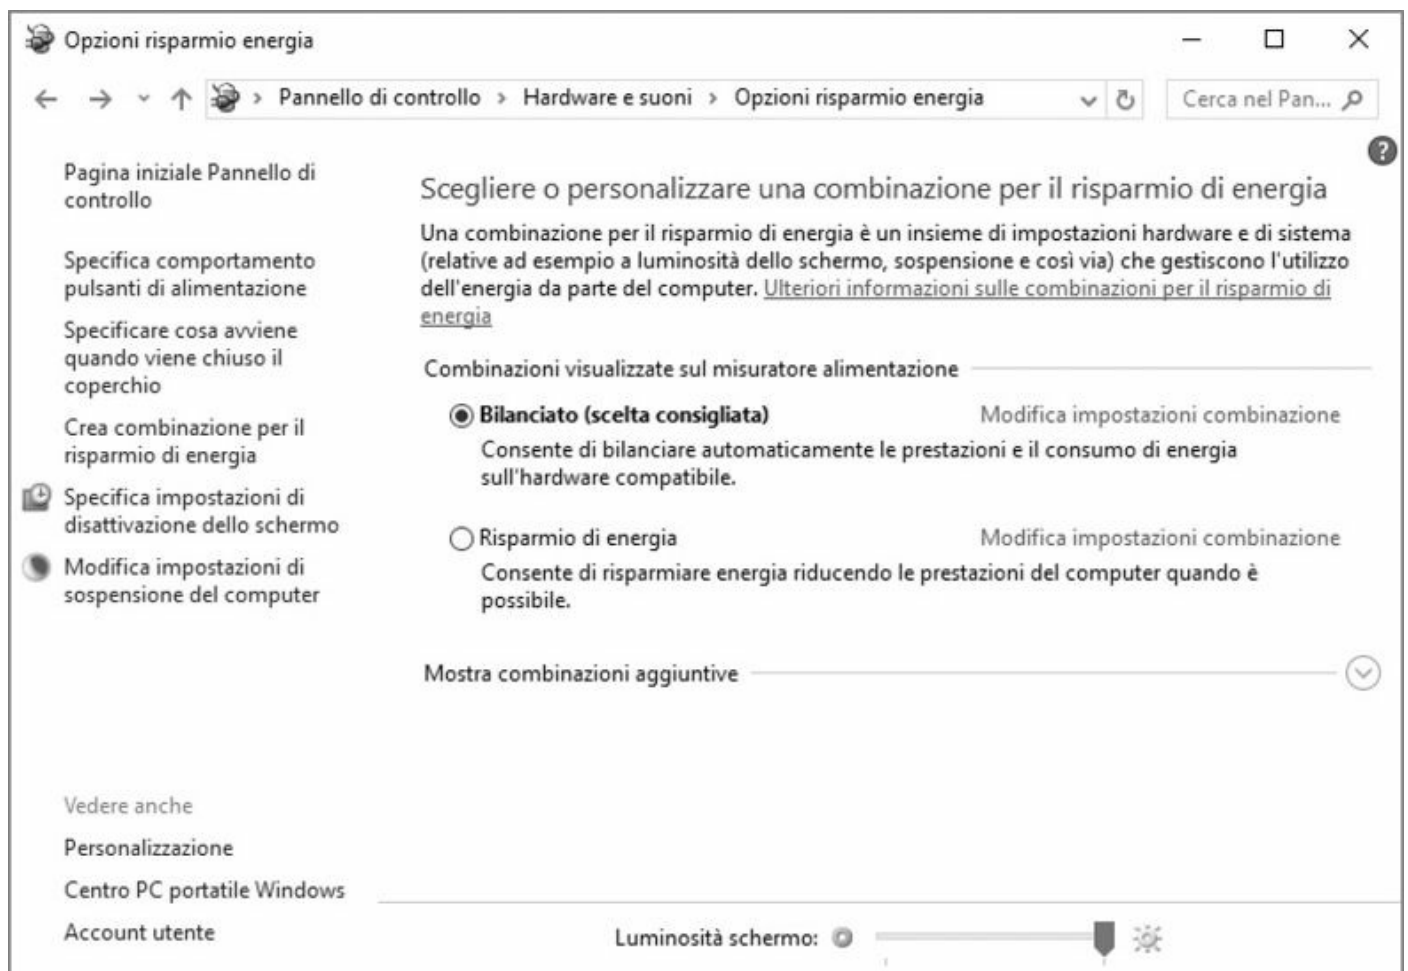 Opzioni risparmio energia
Pannello di controllo > Hardware e suoni > Opzioni risparmio energia
Cerca nel Pan...
Pagina iniziale Pannello di
controllo
Specifica comportamento
pulsanti di alimentazione
Specificare cosa avviene
quando viene chiuso il
coperchio
Crea combinazione per il
risparmio di energia
Specifica impostazioni di
disattivazione dello schermo
Modifica impostazioni di
sospensione del computer
Vedere anche
Personalizzazione
Centro PC portatile Windows
Account utente
Scegliere o personalizzare una combinazione per il risparmio di energia
Una combinazione per il risparmio di energia è un insieme di impostazioni hardware e di sistema
(relative ad esempio a luminosità dello schermo, sospensione e così via) che gestiscono l'utilizzo
dell'energia da parte del computer. Ulteriori informazioni sulle combinazioni per il risparmio di
energia
Combinazioni visualizzate sul misuratore alimentazione
Bilanciato (scelta consigliata) Modifica impostazioni combinazione
Consente di bilanciare automaticamente le prestazioni e il consumo di energia
sull'hardware compatibile.
Risparmio di energia Modifica impostazioni combinazione
Consente di risparmiare energia riducendo le prestazioni del computer quando è
possibile.
Mostra combinazioni aggiuntive
Luminosità schermo: